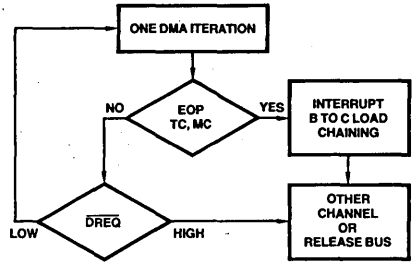 ONE DMA ITERATION
NO
EOP
TC, MC
YES
INTERRUPT
B TO C LOAD
CHAINING
LOW
DREQ
HIGH
OTHER
CHANNEL
OR
RELEASE BUS